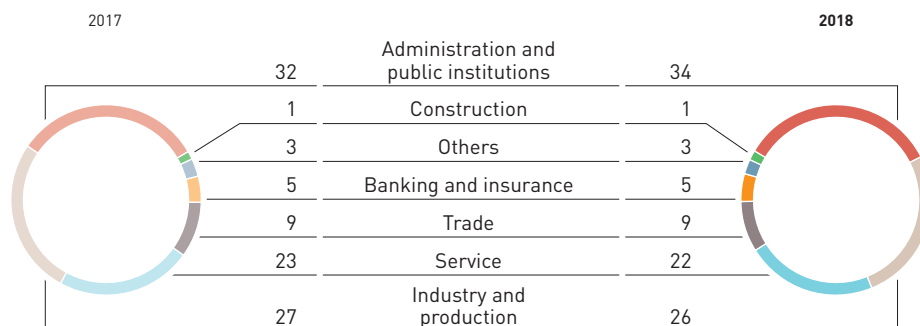 2017
2018
Administration and
32 public institutions 34
1 Construction 1
3 Others 3
5 Banking and insurance 5
9 Trade 9
23 Service 22
Industry and
27 production 26